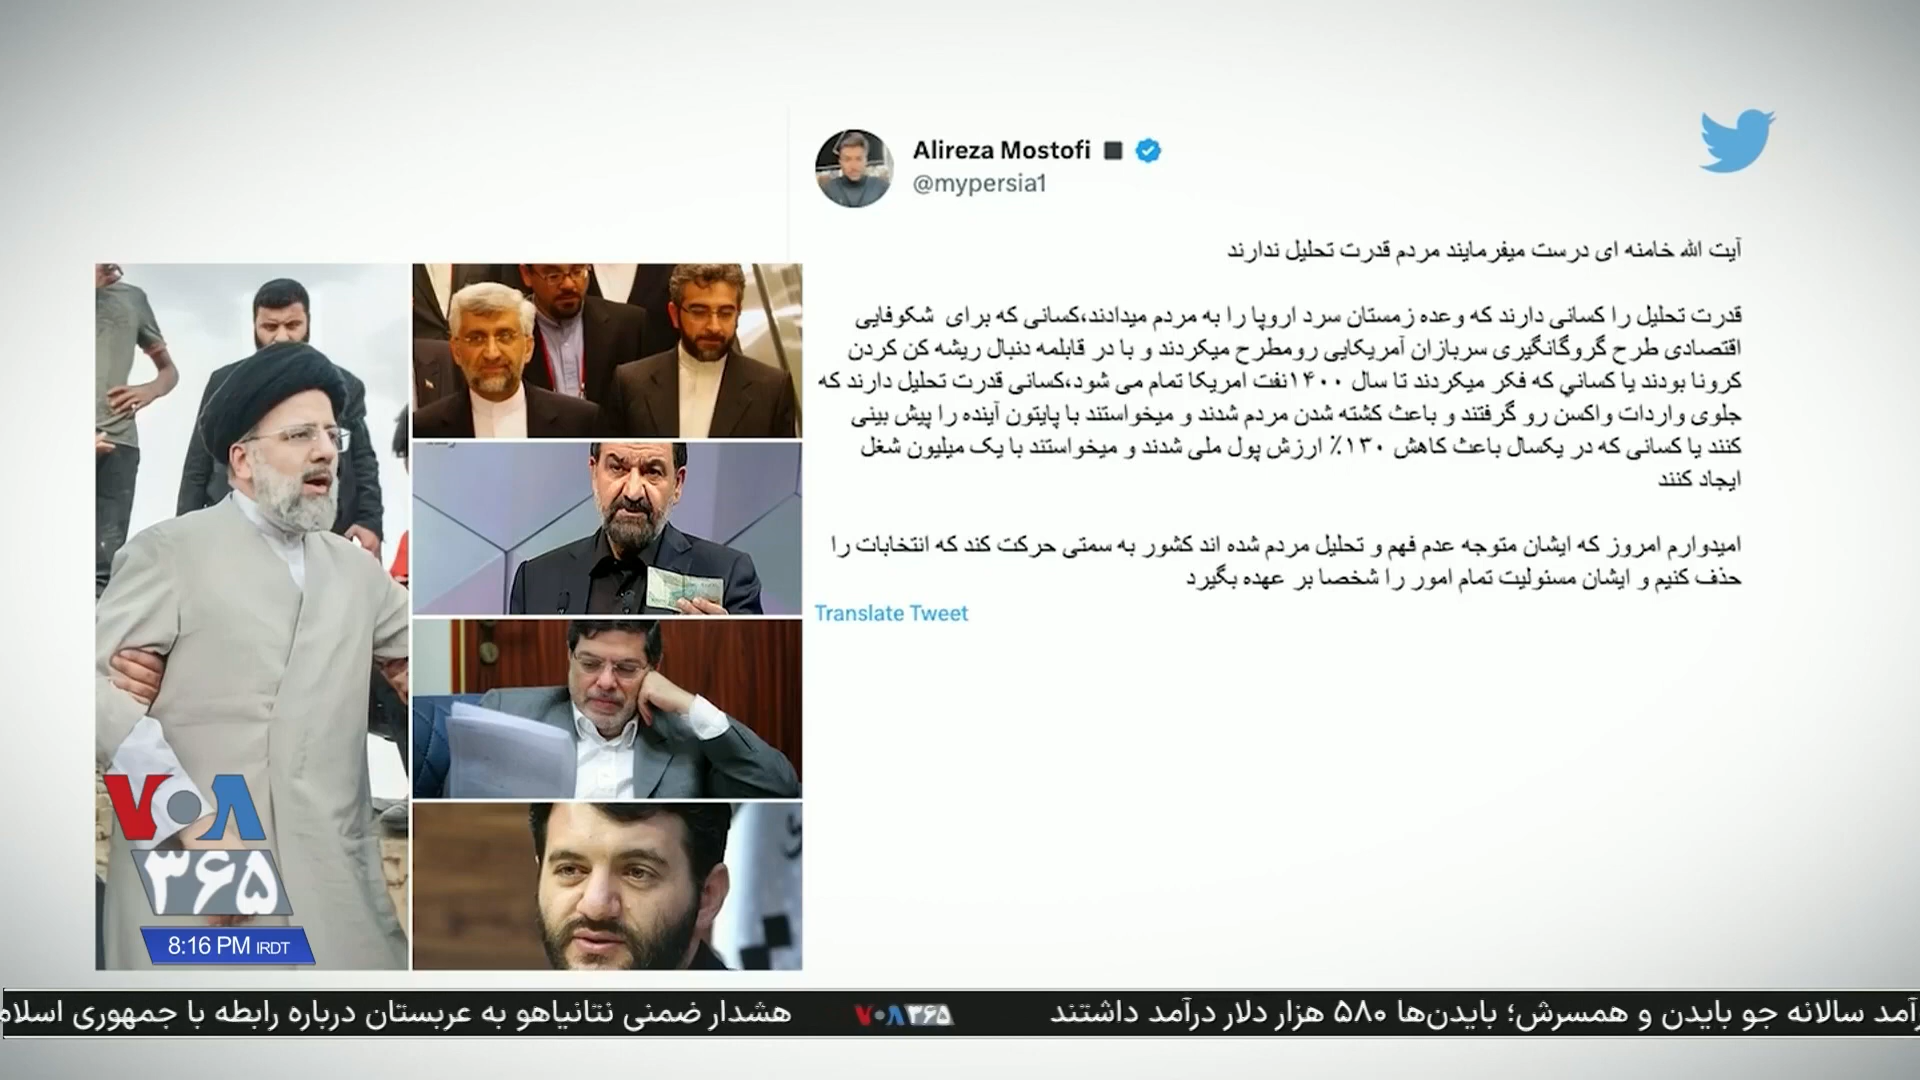 Alireza Mostofi
@mypersia1
آیت الله خامنه ای درست میفرمایند مردم قدرت تحلیل ندارند
قدرت تحلیل را کسانی دارند که وعده زمستان سرد اروپا را به مردم میدادند،کسانی که برای شکوفایی
اقتصادی طرح گروگانگیری سربازان آمریکایی رومطرح میکردند و با در قابلمه دنبال ریشه کن کردن
کرونا بودند یا کساني که فکر میکردند تا سال ۱۴۰۰نفت امریکا تمام می شود،کسانی قدرت تحلیل دارند که
جلوی واردات واکسن رو گرفتند و باعث کشته شدن مردم شدند و میخواستند با پایتون آینده را پیش بینی
کنند یا کسانی که در یکسال باعث کاهش ۱۳۰٪ ارزش پول ملی شدند و میخواستند با یک میلیون شغل
ایجاد کنند
امیدوارم امروز که ایشان متوجه عدم فهم و تحلیل مردم شده اند کشور به سمتی حرکت کند که انتخابات را
حذف کنیم و ایشان مسئولیت تمام امور را شخصا بر عهده بگیرد
Translate Tweet
VOA
۳۶۵
8:16 PM IRDT
رآمد سالانه جو بایدن و همسرش؛ بایدن‌ها ۵۸۰ هزار دلار درآمد داشتند VOA۳۶۵ هشدار ضمنی نتانیاهو به عربستان درباره رابطه با جمهوری اسلام